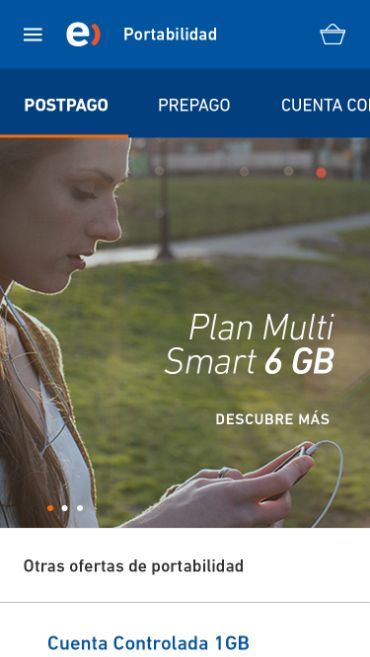 e) Portabilidad
POSTPAGO PREPAGO CUENTA CO
Plan Multi
Smart 6 GB
DESCUBRE MÁS
Otras ofertas de portabilidad
Cuenta Controlada 1GB